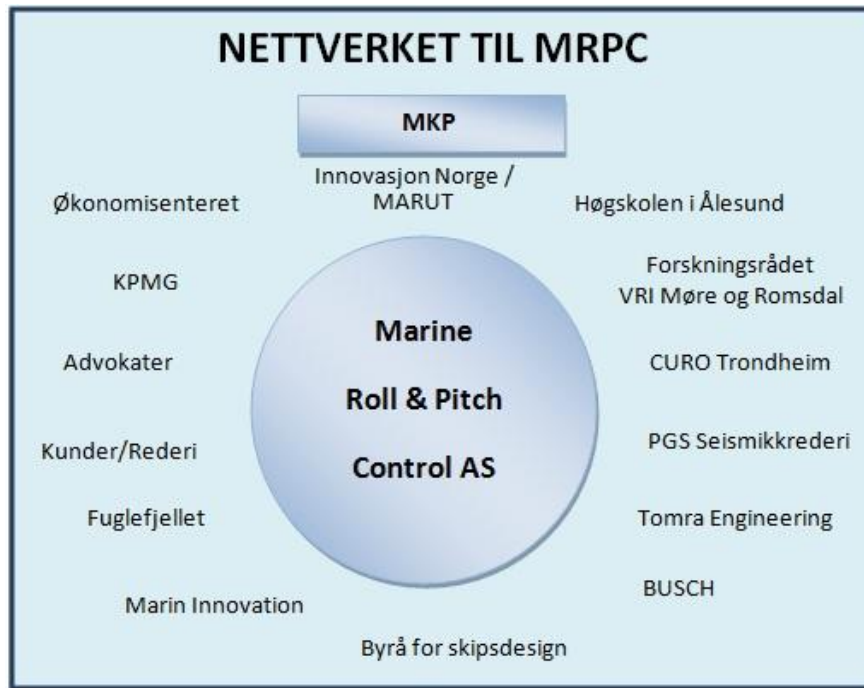 NETTVERKET TIL MRPC
MKP
Innovasjon Norge /
MARUT
Økonomisenteret
Høgskolen i Ålesund
KPMG
Forskningsrådet
VRI Møre og Romsdal
Marine
Roll & Pitch
Control AS
Advokater
CURO Trondheim
Kunder/Rederi
PGS Seismikkrederi
Fuglefjellet
Tomra Engineering
Marin Innovation
BUSCH
Byrå for skipsdesign